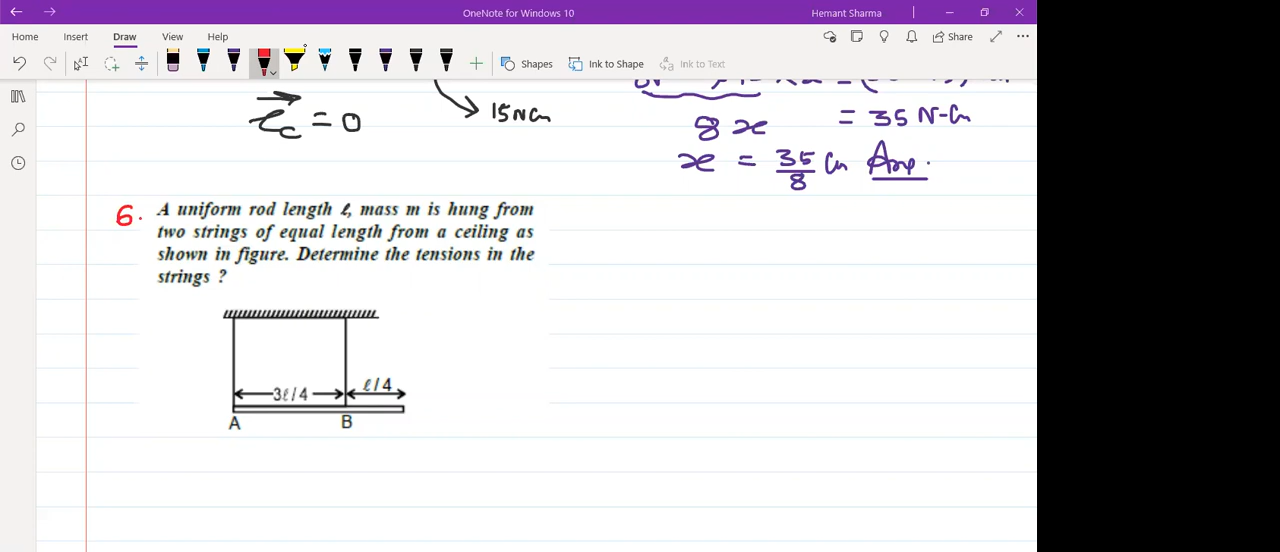 OneNote for Windows 10
Hemant Sharma
Home Insert Draw View Help
Share
Shapes Ink to Shape Ink to Text
τ_C = 0
15 N Cm
8x = 35 N-Cm
x = 35/8 Cm Ans.
6. A uniform rod length ℓ, mass m is hung from
two strings of equal length from a ceiling as
shown in figure. Determine the tensions in the
strings ?
3ℓ/4 ℓ/4
A B